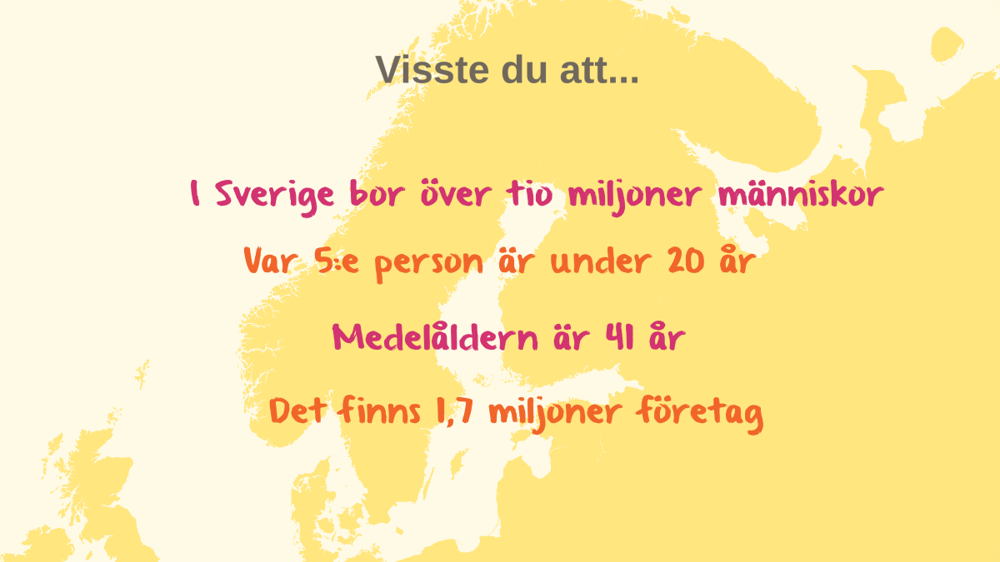 Visste du att...
I Sverige bor över tio miljoner människor
Var 5:e person är under 20 år
Medelåldern är 41 år
Det finns 1,7 miljoner företag